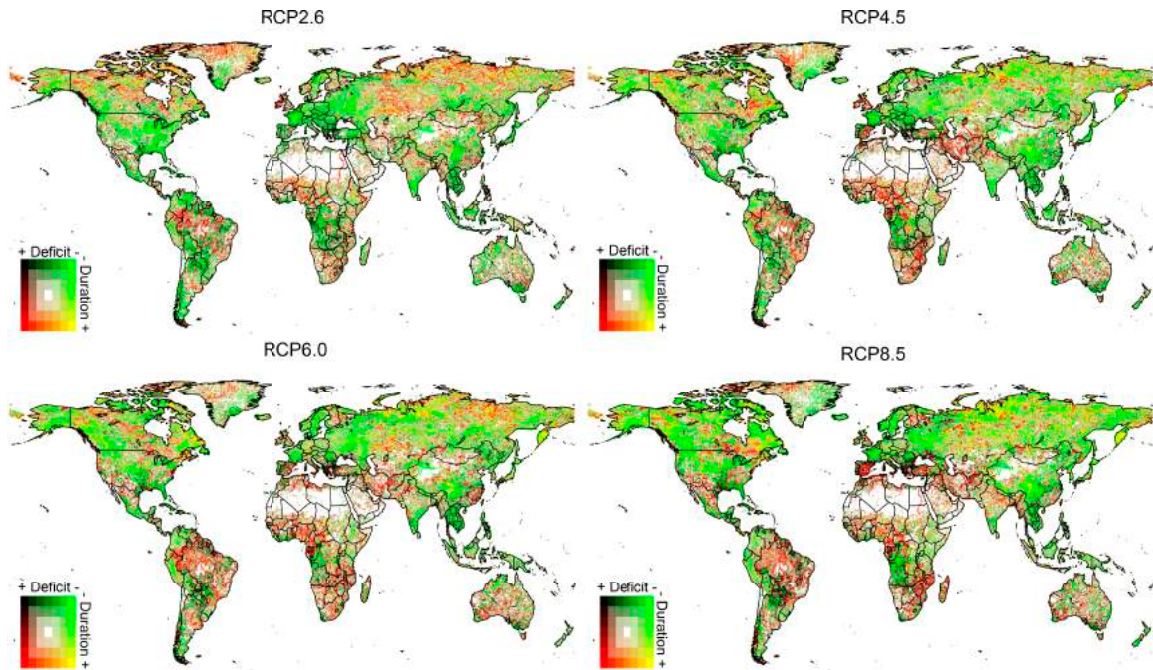 RCP2.6
RCP4.5
+ Deficit -
- Duration +
+ Deficit -
- Duration +
RCP6.0
RCP8.5
+ Deficit -
- Duration +
+ Deficit -
- Duration +